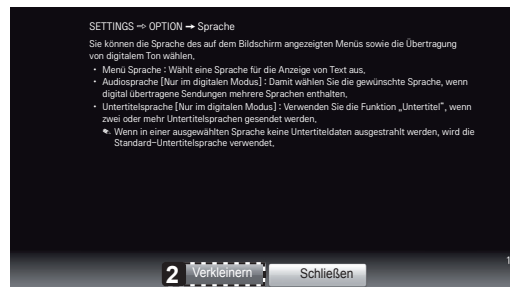 SETTINGS ⇨ OPTION ➙ Sprache
Sie können die Sprache des auf dem Bildschirm angezeigten Menüs sowie die Übertragung
von digitalem Ton wählen.
• Menü Sprache : Wählt eine Sprache für die Anzeige von Text aus.
• Audiosprache [Nur im digitalen Modus] : Damit wählen Sie die gewünschte Sprache, wenn
digital übertragene Sendungen mehrere Sprachen enthalten.
• Untertitelsprache [Nur im digitalen Modus] : Verwenden Sie die Funktion „Untertitel", wenn
zwei oder mehr Untertitelsprachen gesendet werden.
Wenn in einer ausgewählten Sprache keine Untertiteldaten ausgestrahlt werden, wird die
Standard-Untertitelsprache verwendet.
1
2 Verkleinern Schließen